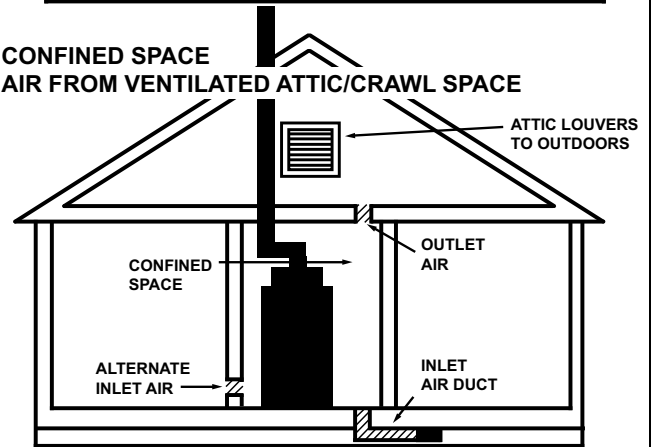 CONFINED SPACE
AIR FROM VENTILATED ATTIC/CRAWL SPACE
ATTIC LOUVERS
TO OUTDOORS
OUTLET
AIR
CONFINED
SPACE
ALTERNATE
INLET AIR
INLET
AIR DUCT